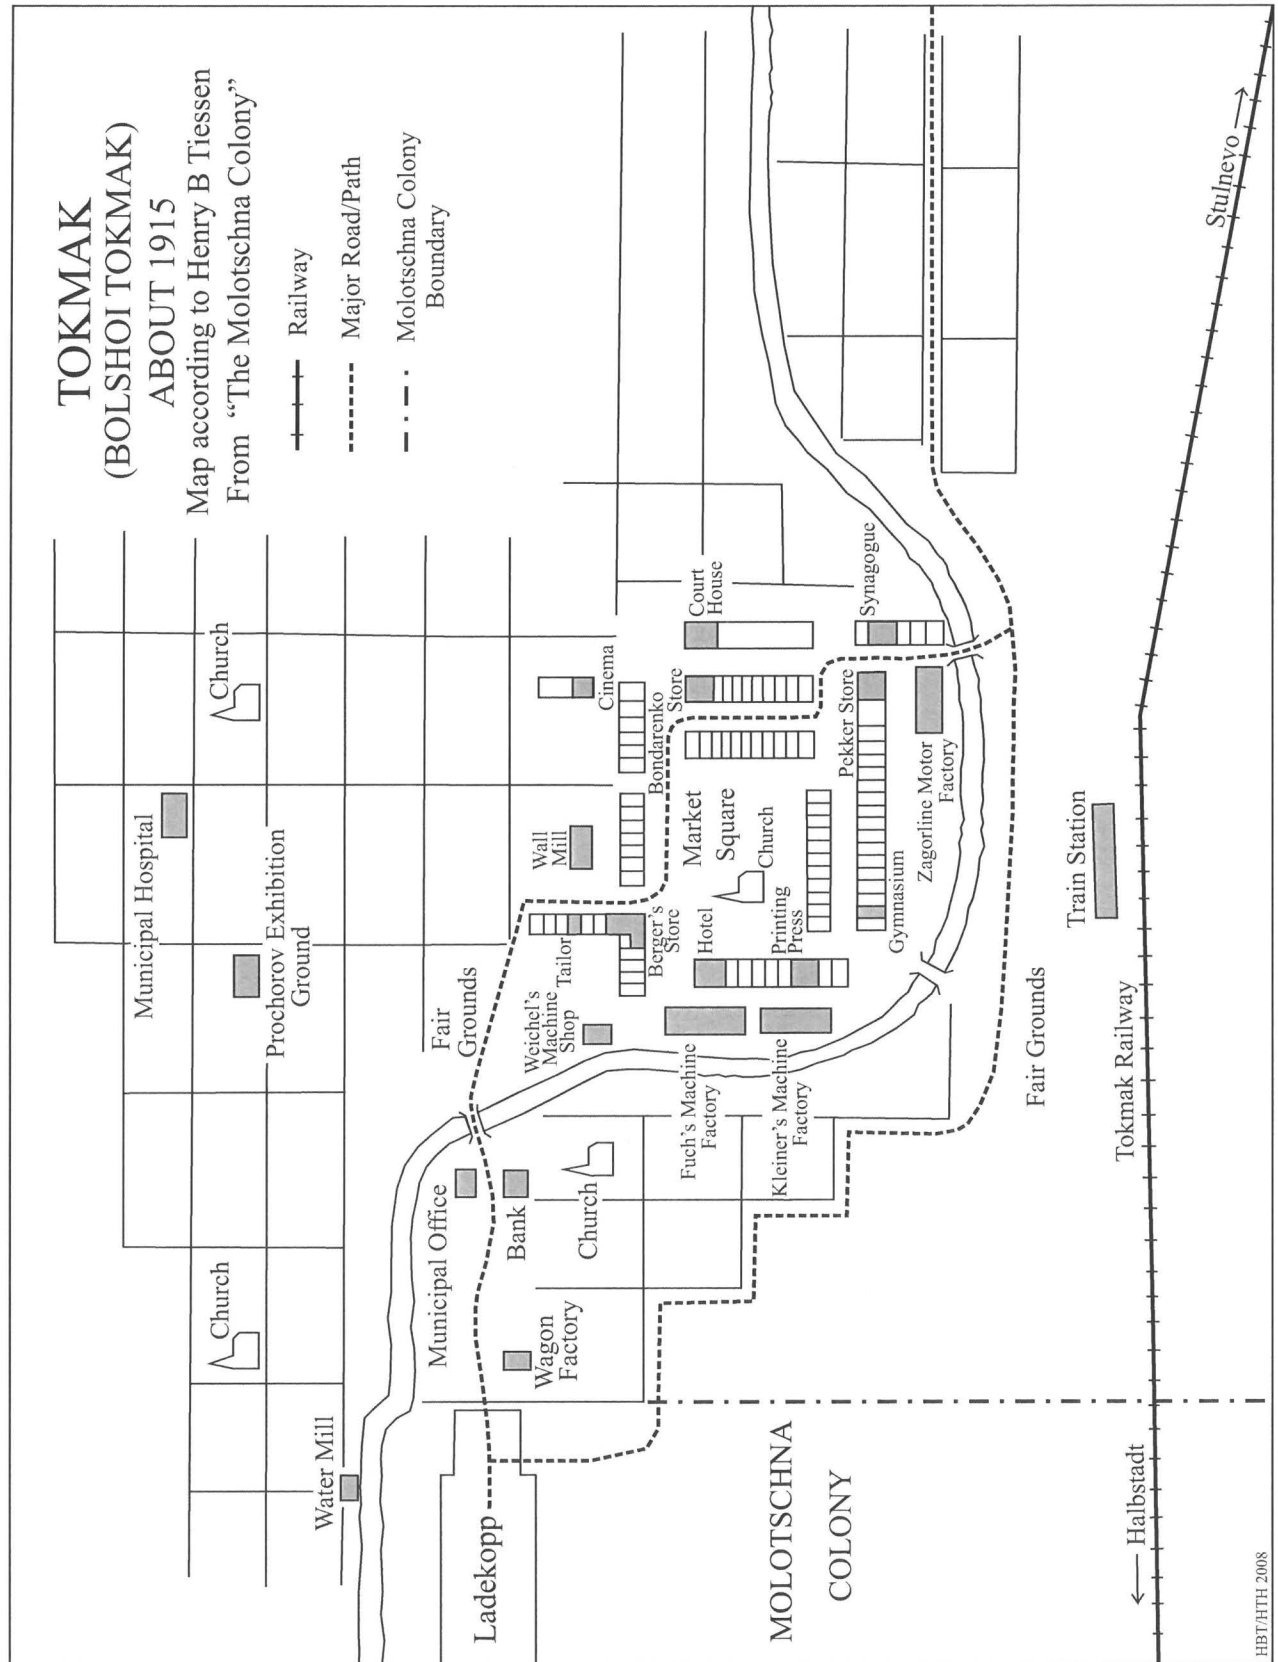 TOKMAK
(BOLSHOI TOKMAK)
ABOUT 1915
Map according to Henry B Tiessen
From “The Molotschna Colony”
Railway
Major Road/Path
Molotschna Colony
Boundary
Municipal Hospital
Church
Prochorov Exhibition
Ground
Church
Water Mill
Fair
Grounds
Municipal Office
Bank
Church
Wagon
Factory
Ladekopp
Weichel's
Machine
Shop
Tailor
Berger's
Store
Wall
Mill
Cinema
Bondarenko
Store
Court
House
Market
Square
Church
Hotel
Printing
Press
Fuch's Machine
Factory
Kleiner's Machine
Factory
Synagogue
Pekker Store
Gymnasium
Zagorline Motor
Factory
Fair Grounds
Train Station
Tokmak Railway
Stulnevo
Halbstadt
MOLOTSCHNA
COLONY
HBT/HTH 2008